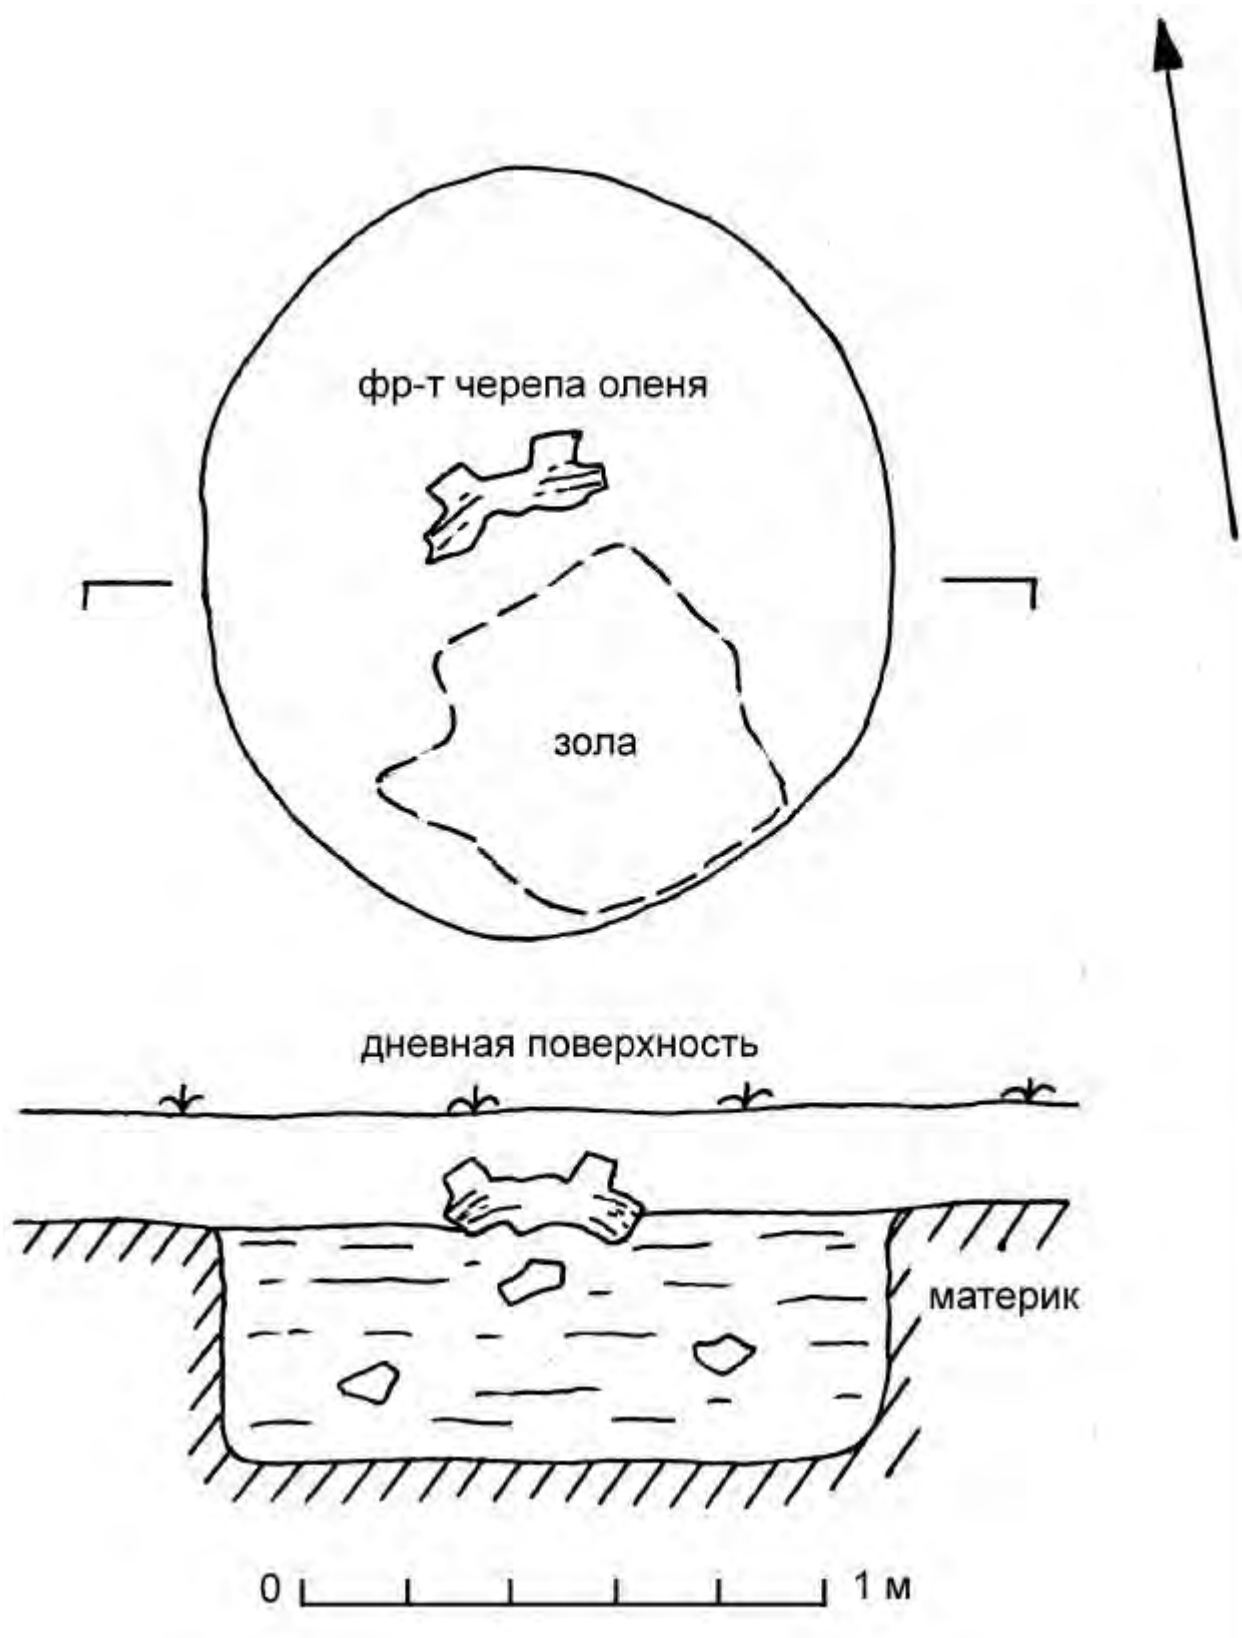 фр-т черепа оленя
зола
дневная поверхность
материк
0 1 м